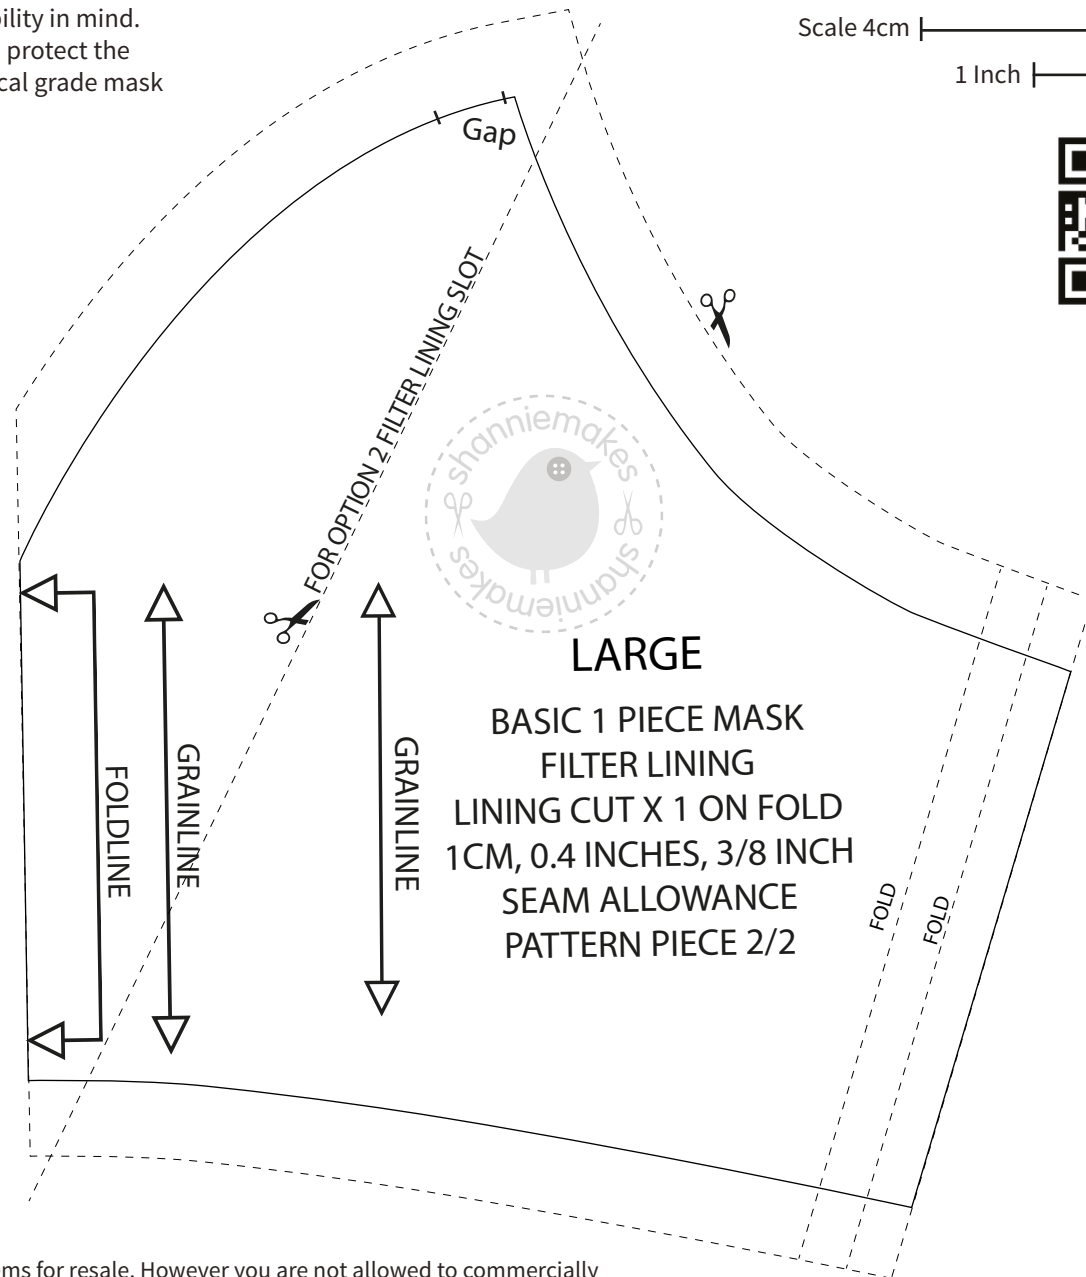 ility in mind.
protect the
cal grade mask
Scale 4cm
1 Inch
Gap
FOR OPTION 2 FILTER LINING SLOT
shanniemakes
shanniemakes
LARGE
BASIC 1 PIECE MASK
FILTER LINING
LINING CUT X 1 ON FOLD
1CM, 0.4 INCHES, 3/8 INCH
SEAM ALLOWANCE
PATTERN PIECE 2/2
FOLDLINE
GRAINLINE
GRAINLINE
FOLD
FOLD
ms for resale. However you are not allowed to commercially